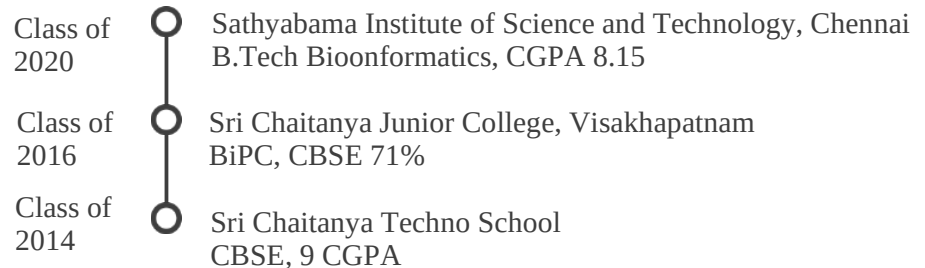 Class of
2020
Sathyabama Institute of Science and Technology, Chennai
B.Tech Bioonformatics, CGPA 8.15
Class of
2016
Sri Chaitanya Junior College, Visakhapatnam
BiPC, CBSE 71%
Class of
2014
Sri Chaitanya Techno School
CBSE, 9 CGPA